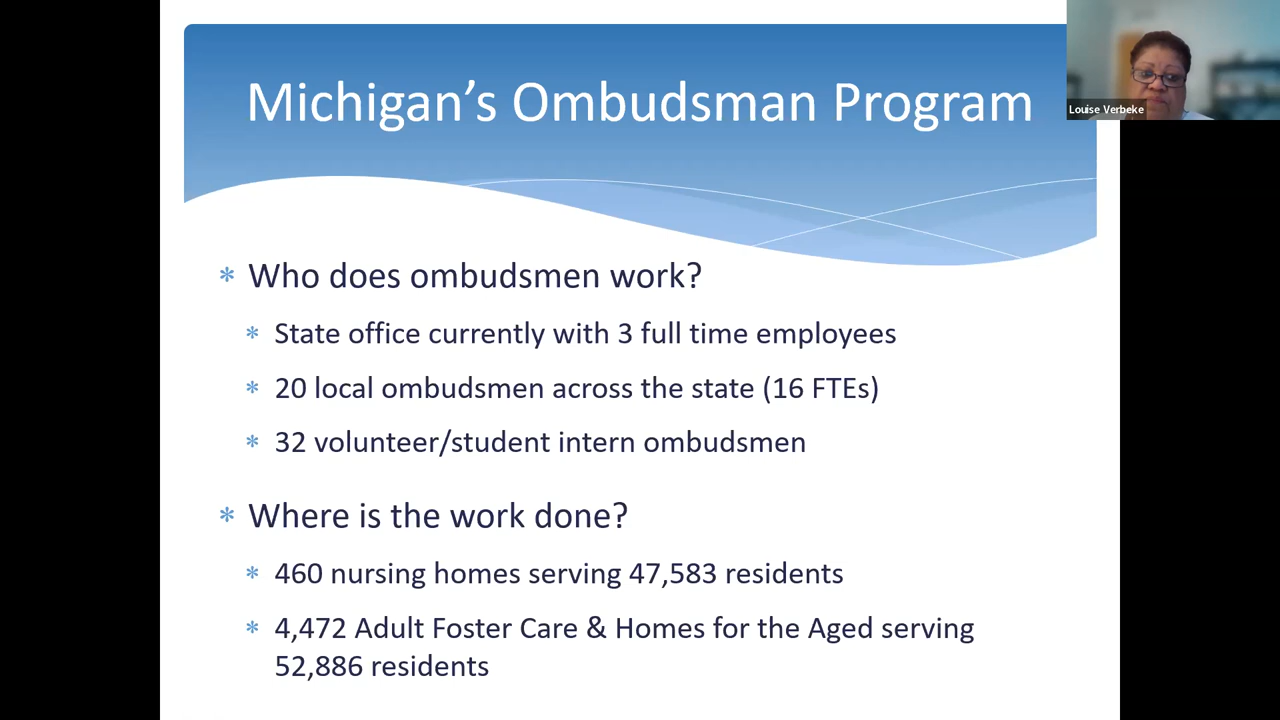 Michigan’s Ombudsman Program
Louise Verbeke
* Who does ombudsmen work?
* State office currently with 3 full time employees
* 20 local ombudsmen across the state (16 FTEs)
* 32 volunteer/student intern ombudsmen
* Where is the work done?
* 460 nursing homes serving 47,583 residents
* 4,472 Adult Foster Care & Homes for the Aged serving
52,886 residents